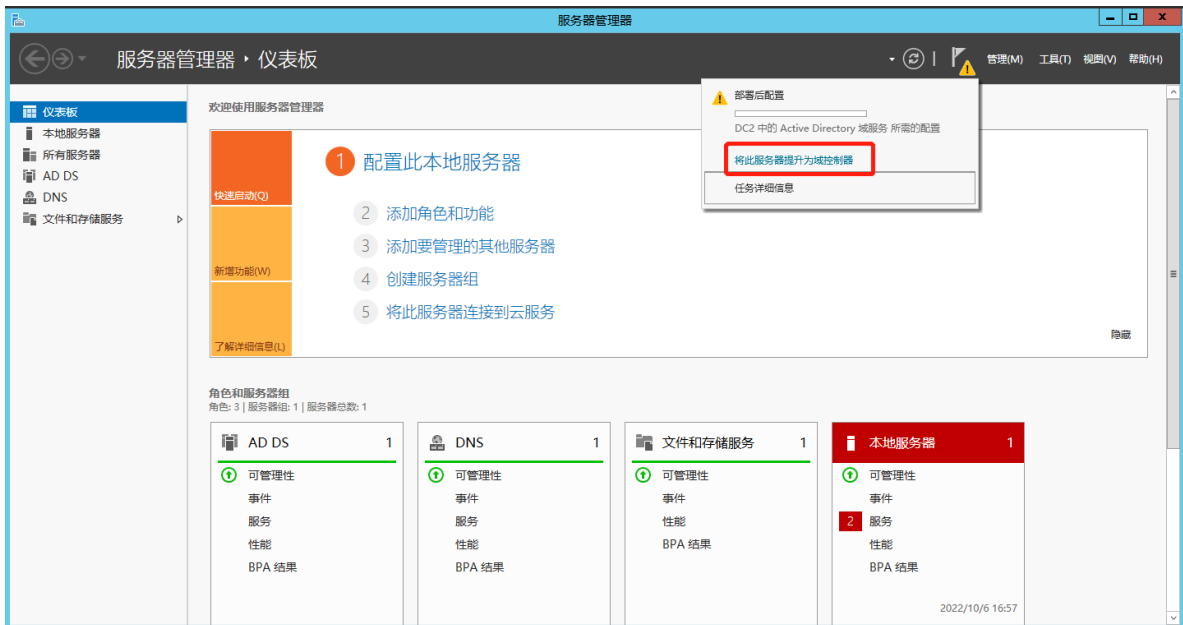 服务器管理器
服务器管理器 · 仪表板
管理(M) 工具(T) 视图(V) 帮助(H)
仪表板
本地服务器
所有服务器
AD DS
DNS
文件和存储服务
欢迎使用服务器管理器
部署后配置
DC2 中的 Active Directory 域服务 所需的配置
将此服务器提升为域控制器
任务详细信息
快速启动(Q)
新增功能(W)
了解详细信息(L)
1 配置此本地服务器
2 添加角色和功能
3 添加要管理的其他服务器
4 创建服务器组
5 将此服务器连接到云服务
隐藏
角色和服务器组
角色: 3 | 服务器组: 1 | 服务器总数: 1
AD DS 1
可管理性
事件
服务
性能
BPA 结果
DNS 1
可管理性
事件
服务
性能
BPA 结果
文件和存储服务 1
可管理性
事件
性能
BPA 结果
本地服务器 1
可管理性
事件
2 服务
性能
BPA 结果
2022/10/6 16:57